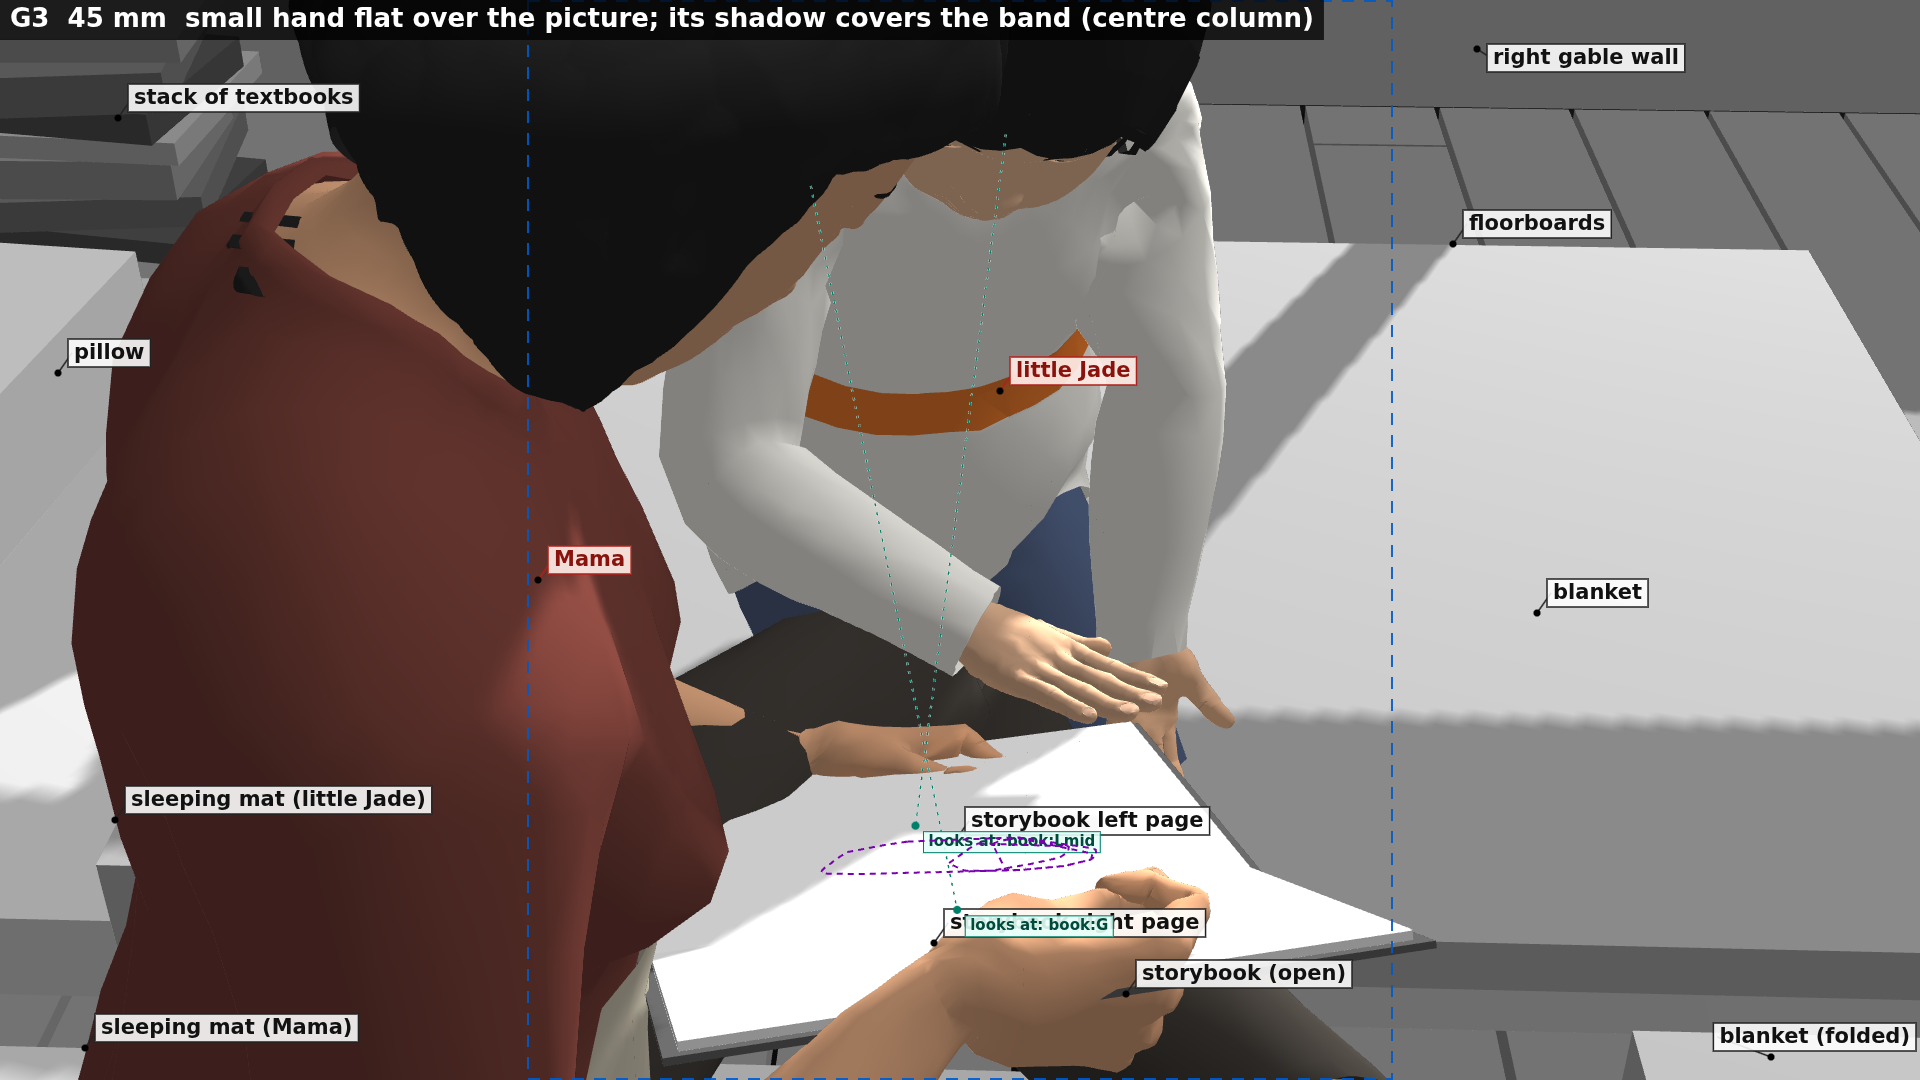 G3  45 mm  small hand flat over the picture; its shadow covers the band (centre column)
right gable wall
stack of textbooks
floorboards
pillow
little Jade
Mama
blanket
sleeping mat (little Jade)
storybook left page
looks at: book:Lmid
looks at: book:G
storybook (open)
sleeping mat (Mama)
blanket (folded)